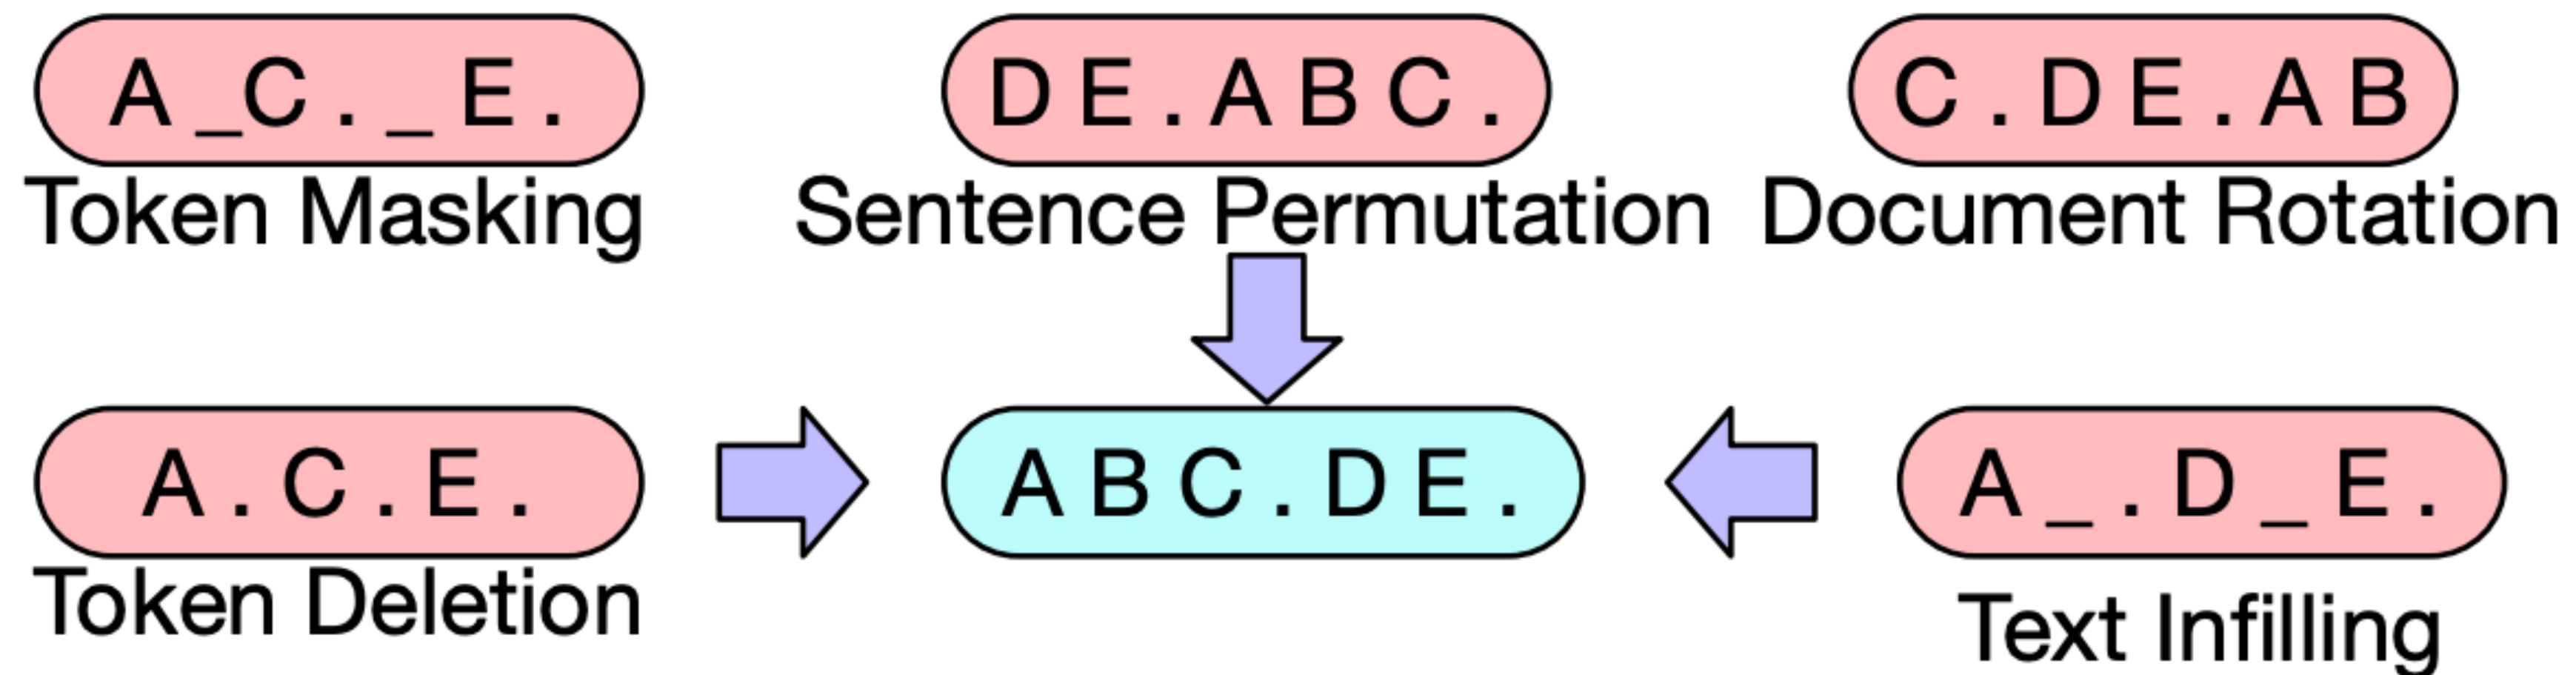 A _C . _ E .
Token Masking
D E . A B C .
Sentence Permutation
C . D E . A B
Document Rotation
A . C . E .
Token Deletion
A B C . D E .
A _ . D _ E .
Text Infilling